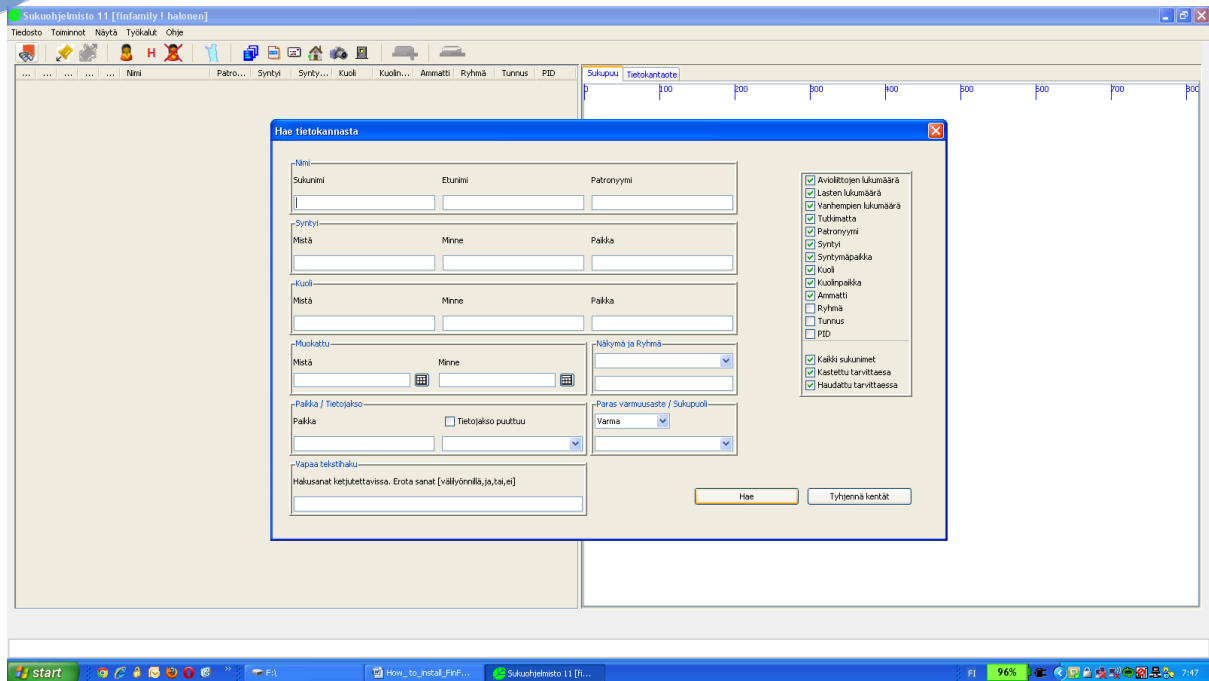 Sukuohjelmisto 11 [finfamily ! halonen]
Tiedosto Toiminnot Näytä Työkalut Ohje
H
... ... ... ... ... Nimi Patro... Syntyi Synty... Kuoli Kuolin... Ammatti Ryhmä Tunnus PID
Sukupuu Tietokantaote
0 100 200 300 400 500 600 700 800
Hae tietokannasta
Nimi
Sukunimi Etunimi Patronyymi
Syntyi
Mistä Minne Paikka
Kuoli
Mistä Minne Paikka
Muokattu
Mistä Minne
Näkymä ja Ryhmä
Paikka / Tietojakso
Paikka Tietojakso puuttuu
Paras varmuusaste / Sukupuoli
Varma
Vapaa tekstihaku
Hakusanat ketjutettavissa. Erota sanat [välilyönnillä,ja,tai,ei]
Avioliittojen lukumäärä
Lasten lukumäärä
Vanhempien lukumäärä
Tutkimatta
Patronyymi
Syntyi
Syntymäpaikka
Kuoli
Kuolinpaikka
Ammatti
Ryhmä
Tunnus
PID
Kaikki sukunimet
Kastettu tarvittaesa
Haudattu tarvittaessa
Hae Tyhjennä kentät
start F:\ How_to_install_FinF... Sukuohjelmisto 11 [fi... FI 96% 7:47